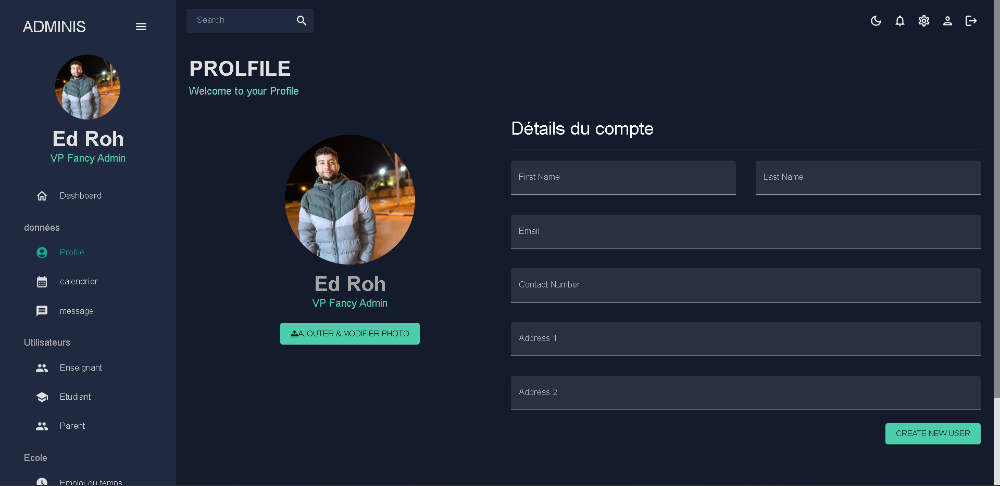 ADMINIS
Ed Roh
VP Fancy Admin
Dashboard
données
Profile
calendrier
message
Utilisateurs
Enseignant
Etudiant
Parent
Ecole
Emploi du temps
Search
PROLFILE
Welcome to your Profile
Ed Roh
VP Fancy Admin
AJOUTER & MODIFIER PHOTO
Détails du compte
First Name
Last Name
Email
Contact Number
Address 1
Address 2
CREATE NEW USER